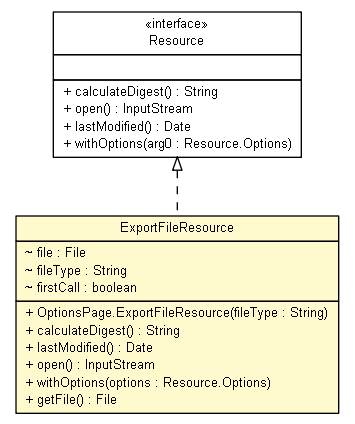 «interface»
Resource
+ calculateDigest() : String
+ open() : InputStream
+ lastModified() : Date
+ withOptions(arg0 : Resource.Options)
ExportFileResource
~ file : File
~ fileType : String
~ firstCall : boolean
+ OptionsPage.ExportFileResource(fileType : String)
+ calculateDigest() : String
+ lastModified() : Date
+ open() : InputStream
+ withOptions(options : Resource.Options)
+ getFile() : File